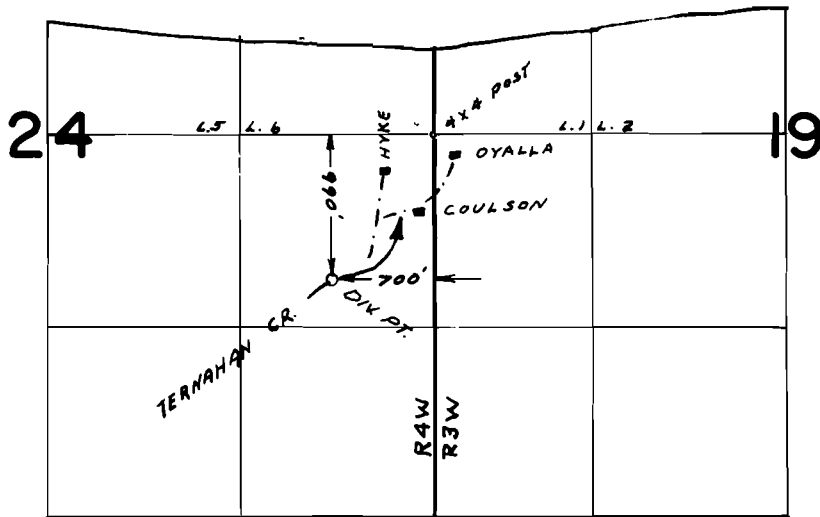 4x4 POST
24
L.5 L.6
L.1 L.2
19
HYKE
OYALLA
990'
COULSON
700'
DIV. PT.
TERNAHAN CR.
R4W
R3W